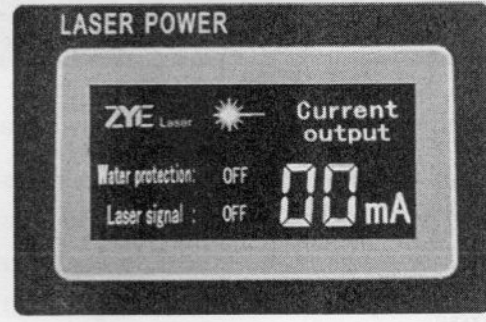 LASER POWER
ZYE Laser
Current
output
Water protection: OFF
Laser signal : OFF
00 mA